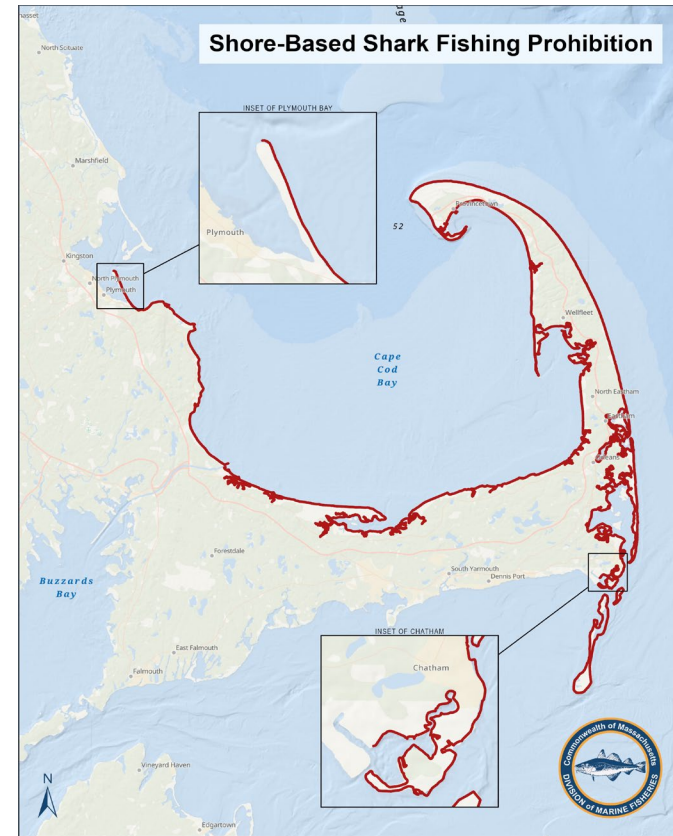 Shore-Based Shark Fishing Prohibition
North Scituate
INSET OF PLYMOUTH BAY
Marshfield
Plymouth
52
Provincetown
Kingston
North Plymouth
Plymouth
Wellfleet
Cape
Cod
Bay
North Eastham
Eastham
Orleans
Forestdale
South Yarmouth
Dennis Port
Buzzards
Bay
INSET OF CHATHAM
East Falmouth
Chatham
Falmouth
Commonwealth of Massachusetts
DIVISION of MARINE FISHERIES
Vineyard Haven
N
Edgartown